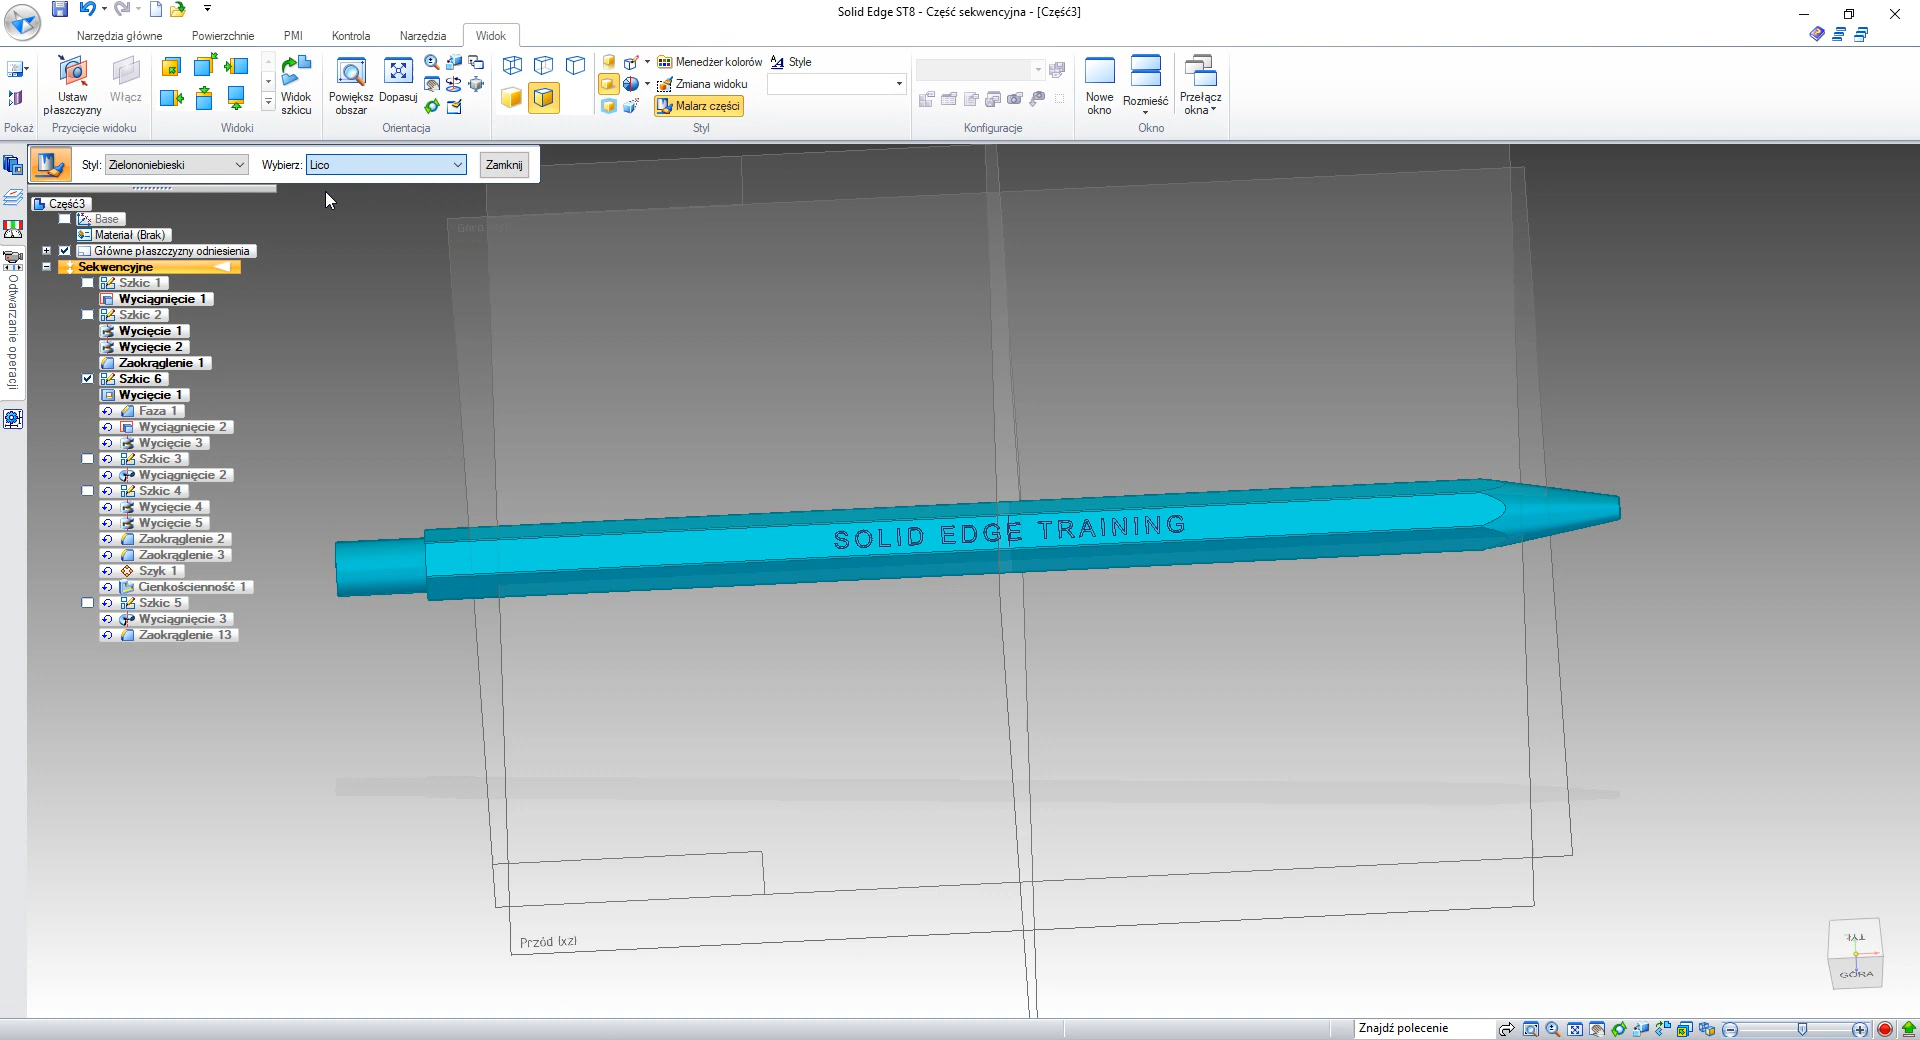 Solid Edge ST8 - Część sekwencyjna - [Część3]
Narzędzia główne
Powierzchnie
PMI
Kontrola
Narzędzia
Widok
Ustaw płaszczyzny
Włącz
Widok szkicu
Powiększ obszar
Dopasuj
Menedżer kolorów
Style
Zmiana widoku
Malarz części
Nowe okno
Rozmieść
Przełącz okna
Pokaż
Przycięcie widoku
Widoki
Orientacja
Styl
Konfiguracje
Okno
Styl: Zielononiebieski
Wybierz: Lico
Zamknij
Część3
Base
Materiał (Brak)
Główne płaszczyzny odniesienia
Sekwencyjne
Szkic 1
Wyciągnięcie 1
Szkic 2
Wycięcie 1
Wycięcie 2
Zaokrąglenie 1
Szkic 6
Wycięcie 1
Faza 1
Wyciągnięcie 2
Wycięcie 3
Szkic 3
Wyciągnięcie 2
Szkic 4
Wycięcie 4
Wycięcie 5
Zaokrąglenie 2
Zaokrąglenie 3
Szyk 1
Cienkościenność 1
Szkic 5
Wyciągnięcie 3
Zaokrąglenie 13
Odtwarzanie operacji
SOLID EDGE TRAINING
Przód (xz)
TYŁ
GÓRA
Znajdź polecenie